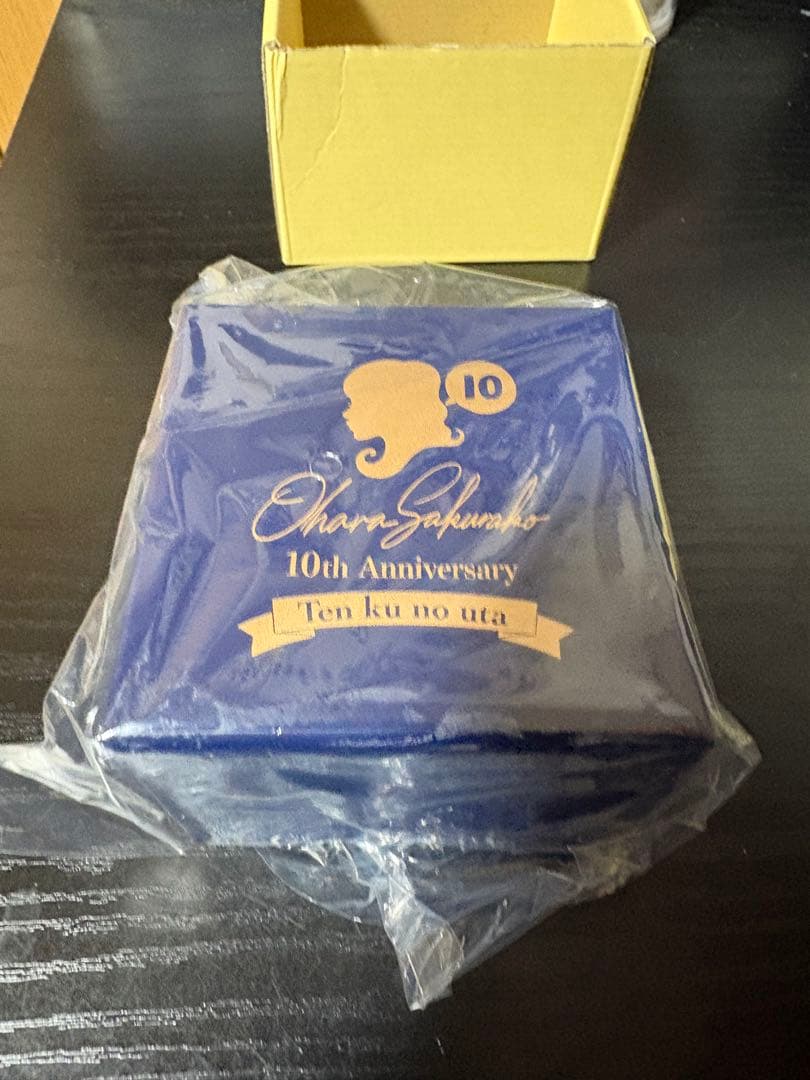 10
Ohara Sakurako
10th Anniversary
Ten ku no uta